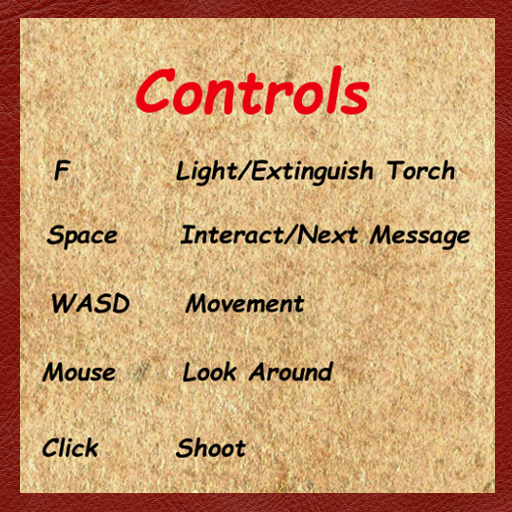 Controls
F Light/Extinguish Torch
Space Interact/Next Message
WASD Movement
Mouse Look Around
Click Shoot